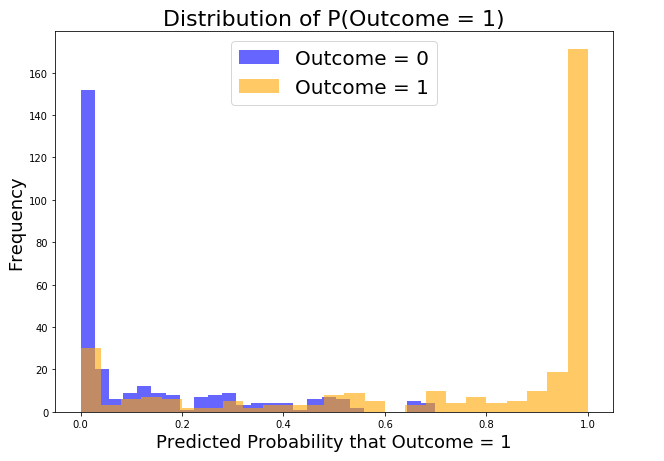 Distribution of P(Outcome = 1)
Outcome = 0
Outcome = 1
Frequency
160
140
120
100
80
60
40
20
0
0.0 0.2 0.4 0.6 0.8 1.0
Predicted Probability that Outcome = 1